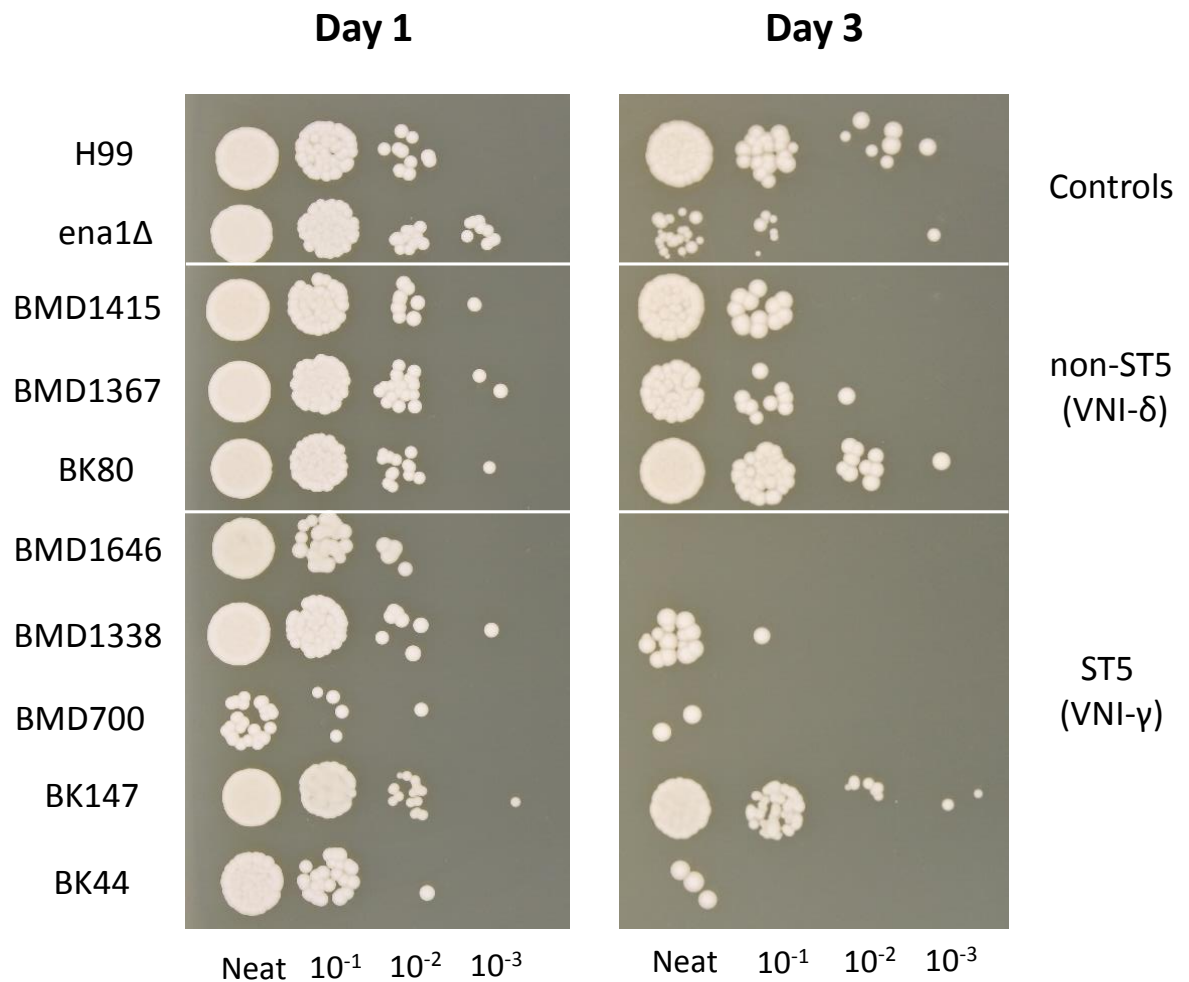 Day 1
Day 3
H99
ena1Δ
Controls
BMD1415
BMD1367
BK80
non-ST5
(VNI-δ)
BMD1646
BMD1338
BMD700
BK147
BK44
ST5
(VNI-γ)
Neat 10⁻¹ 10⁻² 10⁻³
Neat 10⁻¹ 10⁻² 10⁻³